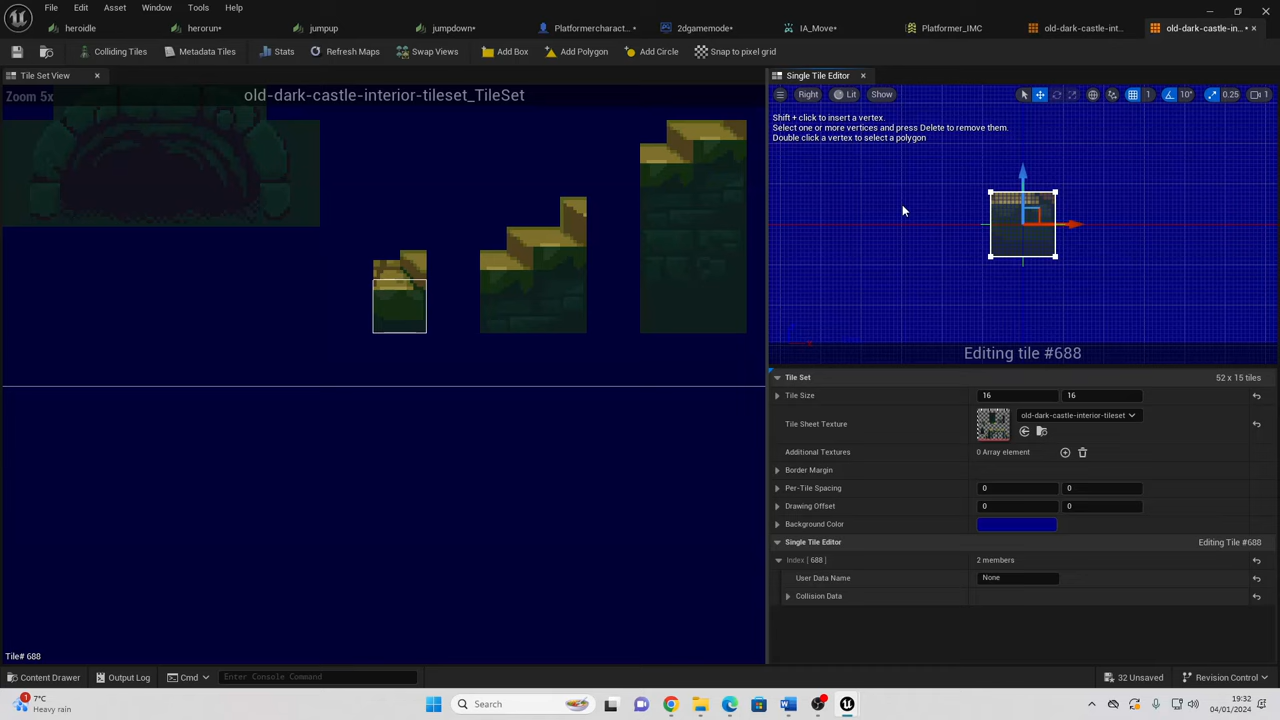 File Edit Asset Window Tools Help
heroidle herorun* jumpup jumpdown* Platformercharact...* 2dgamemode* IA_Move* Platformer_IMC old-dark-castle-int... old-dark-castle-in...*
Colliding Tiles Metadata Tiles Stats Refresh Maps Swap Views Add Box Add Polygon Add Circle Snap to pixel grid
Tile Set View
Single Tile Editor
Zoom 5x
old-dark-castle-interior-tileset_TileSet
Right Lit Show 1 10° 0.25 1
Shift + click to insert a vertex.
Select one or more vertices and press Delete to remove them.
Double click a vertex to select a polygon
Editing tile #688
Tile Set 52 x 15 tiles
Tile Size 16 16
Tile Sheet Texture old-dark-castle-interior-tileset
Additional Textures 0 Array element
Border Margin
Per-Tile Spacing 0 0
Drawing Offset 0 0
Background Color
Single Tile Editor Editing Tile #688
Index [ 688 ] 2 members
User Data Name None
Collision Data
Tile# 688
Content Drawer Output Log Cmd Enter Console Command 32 Unsaved Revision Control
1 7°C
Heavy rain
Search
19:32
04/01/2024